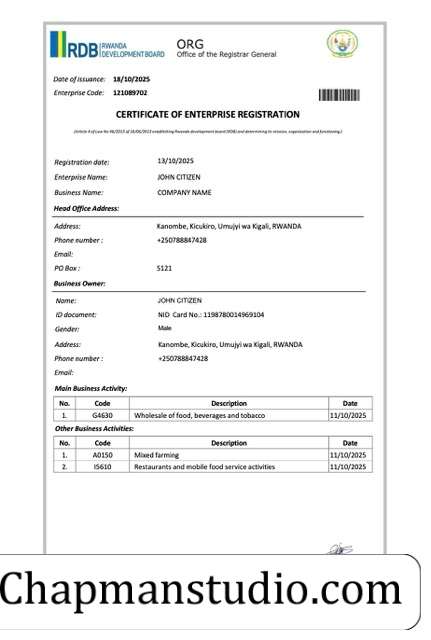 RDB RWANDA DEVELOPMENT BOARD
ORG
Office of the Registrar General
Date of issuance: 18/10/2025
Enterprise Code: 121089702
CERTIFICATE OF ENTERPRISE REGISTRATION
Registration date: 13/10/2025
Enterprise Name: JOHN CITIZEN
Business Name: COMPANY NAME
Head Office Address:
Address: Kanombe, Kicukiro, Umujyi wa Kigali, RWANDA
Phone number : +250788847428
Email:
PO Box : 5121
Business Owner:
Name: JOHN CITIZEN
ID document: NID Card No.: 1198780014969104
Gender: Male
Address: Kanombe, Kicukiro, Umujyi wa Kigali, RWANDA
Phone number : +250788847428
Email:
Main Business Activity:
No. Code Description Date
1. G4630 Wholesale of food, beverages and tobacco 11/10/2025
Other Business Activities:
No. Code Description Date
1. A0150 Mixed farming 11/10/2025
2. I5610 Restaurants and mobile food service activities 11/10/2025
Chapmanstudio.com